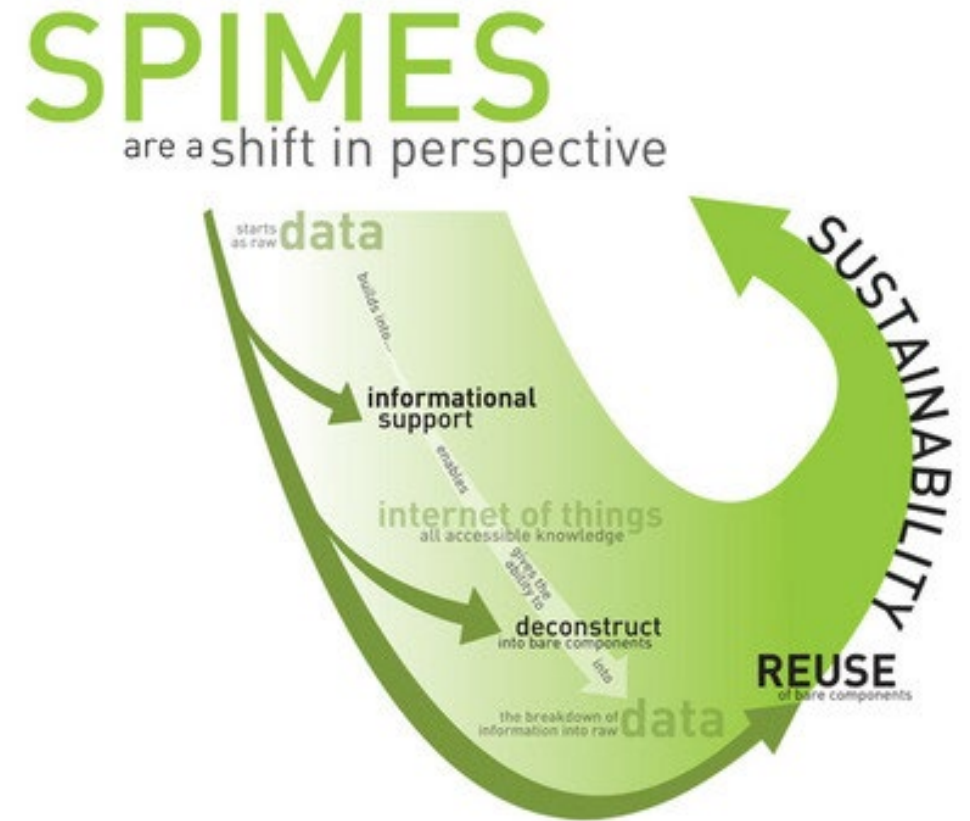 SPIMES
are a shift in perspective
starts
as raw data
builds into...
informational
support
enables
internet of things
all accessible knowledge
gives the
ability to
deconstruct
into bare components
into
the breakdown of
information into raw data
REUSE
of bare components
SUSTAINABILITY